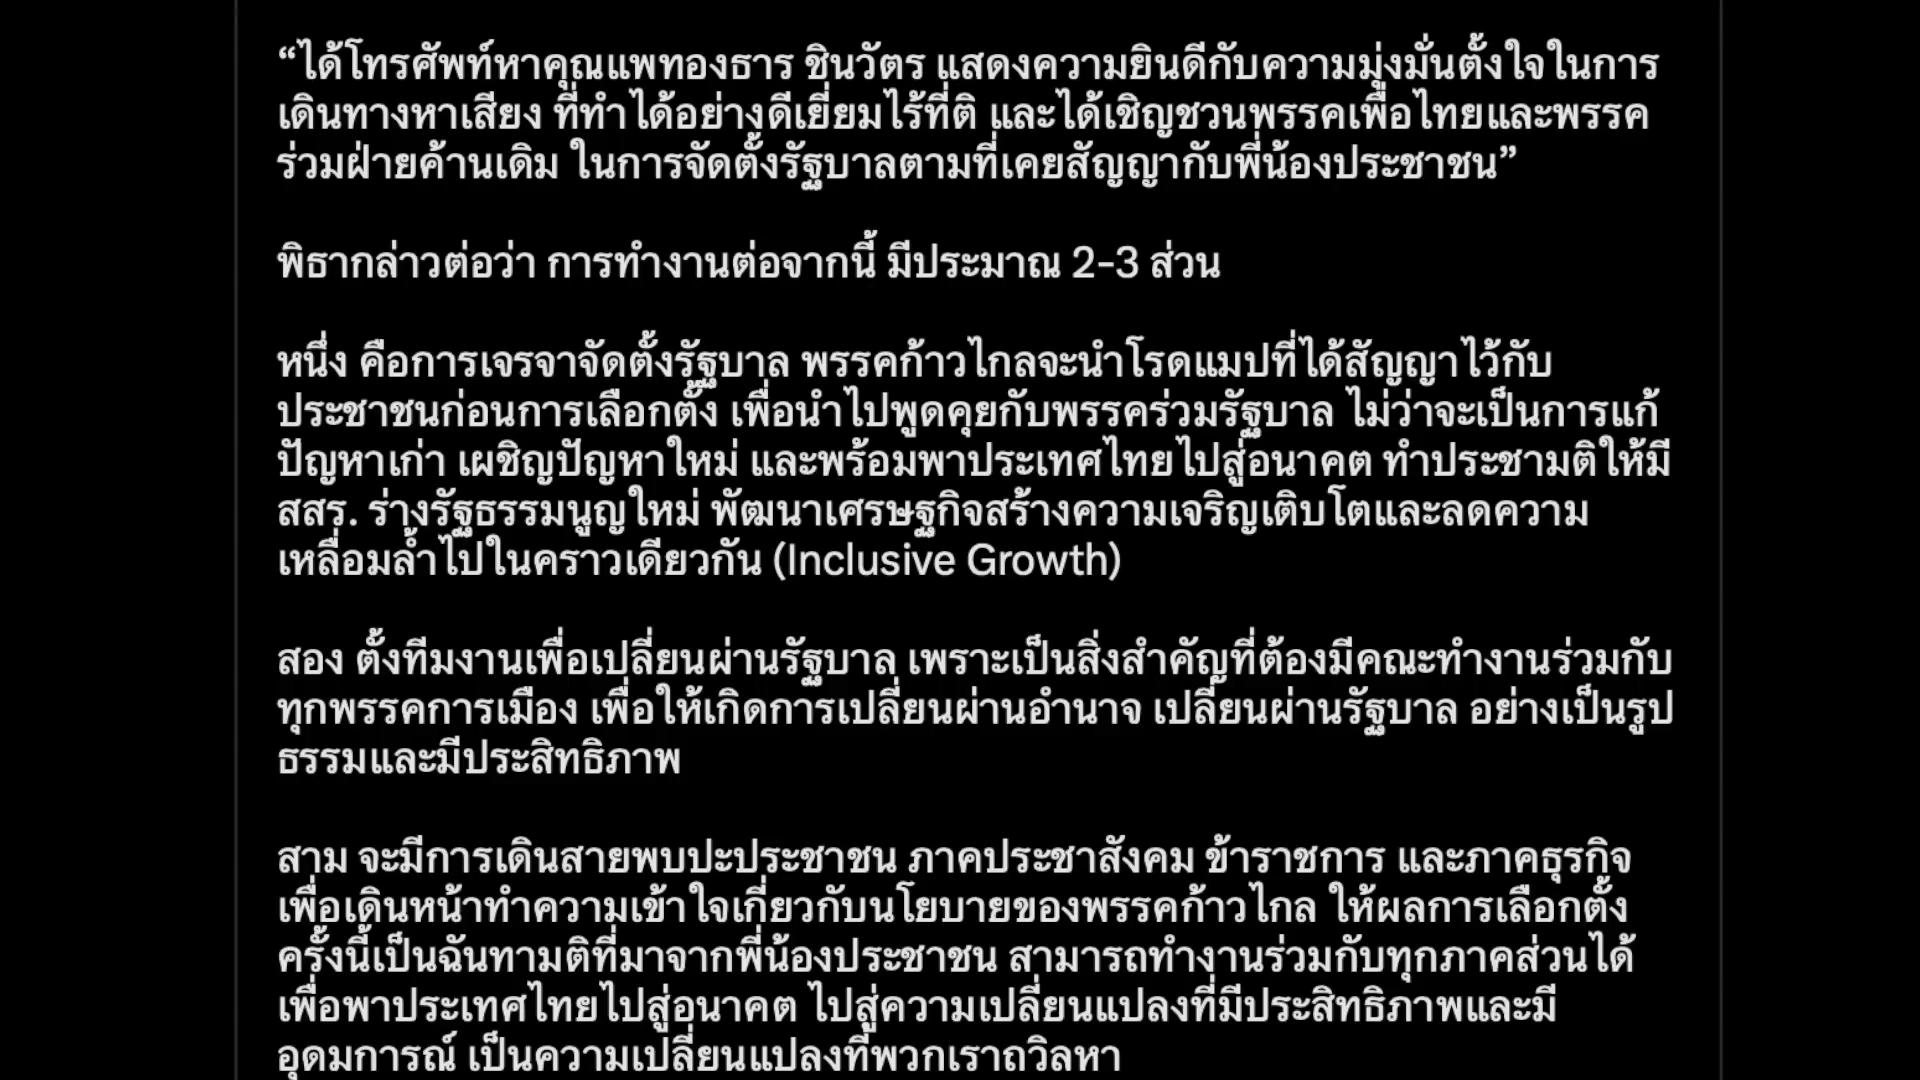 “ได้โทรศัพท์หาคุณแพทองธาร ชินวัตร แสดงความยินดีกับความมุ่งมั่นตั้งใจในการ
เดินทางหาเสียง ที่ทำได้อย่างดีเยี่ยมไร้ที่ติ และได้เชิญชวนพรรคเพื่อไทยและพรรค
ร่วมฝ่ายค้านเดิม ในการจัดตั้งรัฐบาลตามที่เคยสัญญากับพี่น้องประชาชน”
พิธากล่าวต่อว่า การทำงานต่อจากนี้ มีประมาณ 2-3 ส่วน
หนึ่ง คือการเจรจาจัดตั้งรัฐบาล พรรคก้าวไกลจะนำโรดแมปที่ได้สัญญาไว้กับ
ประชาชนก่อนการเลือกตั้ง เพื่อนำไปพูดคุยกับพรรคร่วมรัฐบาล ไม่ว่าจะเป็นการแก้
ปัญหาเก่า เผชิญปัญหาใหม่ และพร้อมพาประเทศไทยไปสู่อนาคต ทำประชามติให้มี
สสร. ร่างรัฐธรรมนูญใหม่ พัฒนาเศรษฐกิจสร้างความเจริญเติบโตและลดความ
เหลื่อมล้ำไปในคราวเดียวกัน (Inclusive Growth)
สอง ตั้งทีมงานเพื่อเปลี่ยนผ่านรัฐบาล เพราะเป็นสิ่งสำคัญที่ต้องมีคณะทำงานร่วมกับ
ทุกพรรคการเมือง เพื่อให้เกิดการเปลี่ยนผ่านอำนาจ เปลี่ยนผ่านรัฐบาล อย่างเป็นรูป
ธรรมและมีประสิทธิภาพ
สาม จะมีการเดินสายพบปะประชาชน ภาคประชาสังคม ข้าราชการ และภาคธุรกิจ
เพื่อเดินหน้าทำความเข้าใจเกี่ยวกับนโยบายของพรรคก้าวไกล ให้ผลการเลือกตั้ง
ครั้งนี้เป็นฉันทามติที่มาจากพี่น้องประชาชน สามารถทำงานร่วมกับทุกภาคส่วนได้
เพื่อพาประเทศไทยไปสู่อนาคต ไปสู่ความเปลี่ยนแปลงที่มีประสิทธิภาพและมี
อุดมการณ์ เป็นความเปลี่ยนแปลงที่พวกเราถวิลหา